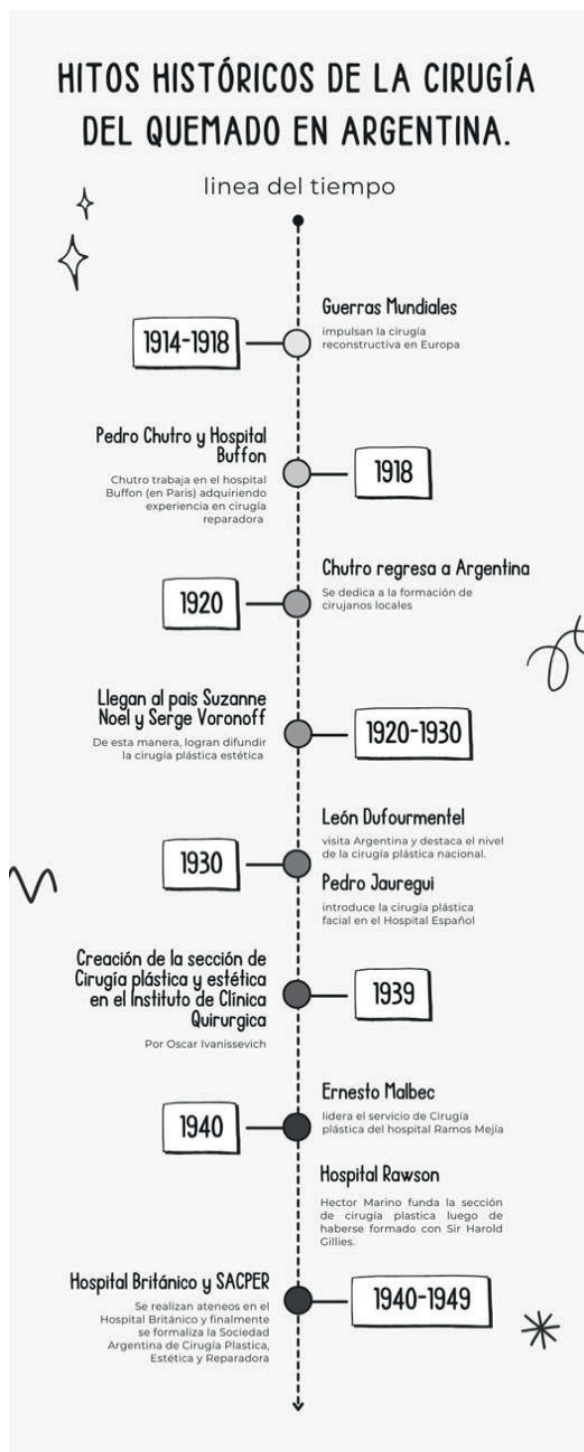 HITOS HISTÓRICOS DE LA CIRUGÍA
DEL QUEMADO EN ARGENTINA.
linea del tiempo
1914-1918
Guerras Mundiales
impulsan la cirugía
reconstructiva en Europa
Pedro Chutro y Hospital
Buffon
Chutro trabaja en el hospital
Buffon (en Paris) adquiriendo
experiencia en cirugía
reparadora
1918
1920
Chutro regresa a Argentina
Se dedica a la formación de
cirujanos locales
Llegan al pais Suzanne
Noel y Serge Voronoff
De esta manera, logran difundir
la cirugía plástica estética
1920-1930
1930
León Dufourmentel
visita Argentina y destaca el nivel
de la cirugía plástica nacional.
Pedro Jauregui
introduce la cirugía plástica
facial en el Hospital Español
Creación de la sección de
Cirugía plástica y estética
en el Instituto de Clínica
Quirurgica
Por Oscar Ivanissevich
1939
1940
Ernesto Malbec
lidera el servicio de Cirugía
plástica del hospital Ramos Mejía
Hospital Rawson
Hector Marino funda la sección
de cirugía plastica luego de
haberse formado con Sir Harold
Gillies.
Hospital Británico y SACPER
Se realizan ateneos en el
Hospital Británico y finalmente
se formaliza la Sociedad
Argentina de Cirugía Plastica,
Estética y Reparadora
1940-1949